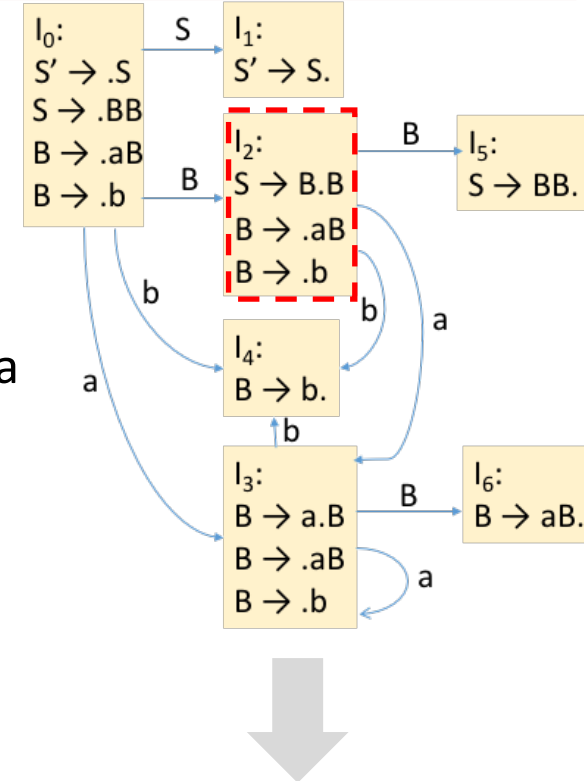 I₀:
S′ → .S
S → .BB
B → .aB
B → .b
S
I₁:
S′ → S.
B
I₂:
S → B.B
B → .aB
B → .b
B
I₅:
S → BB.
b
b
a
a
a
I₄:
B → b.
b
I₃:
B → a.B
B → .aB
B → .b
B
I₆:
B → aB.
a